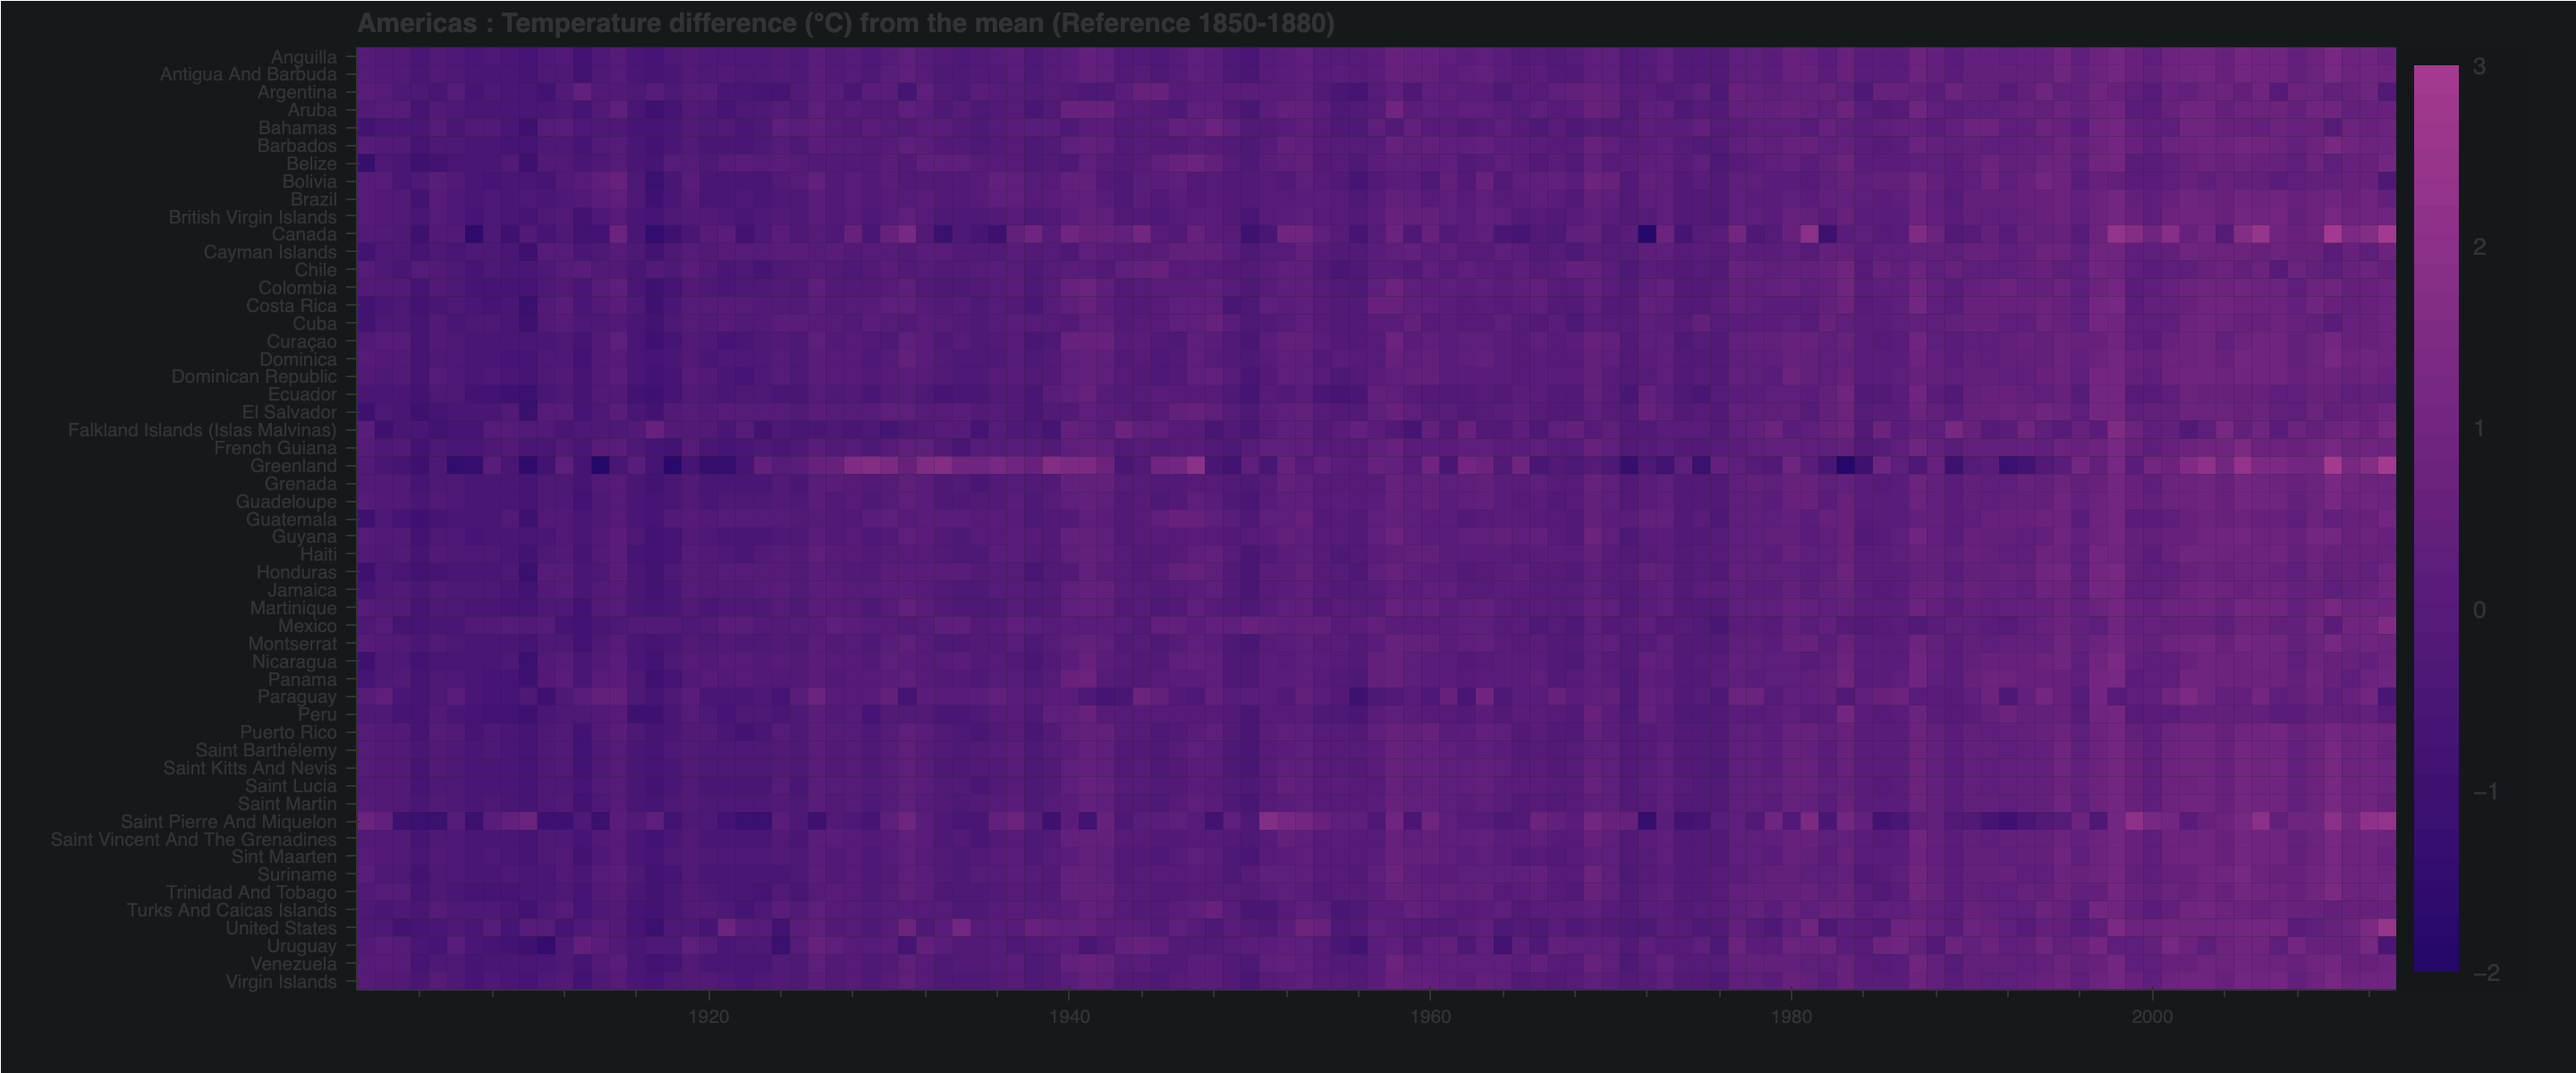 Americas : Temperature difference (°C) from the mean (Reference 1850-1880)
Anguilla
Antigua And Barbuda
Argentina
Aruba
Bahamas
Barbados
Belize
Bolivia
Brazil
British Virgin Islands
Canada
Cayman Islands
Chile
Colombia
Costa Rica
Cuba
Curaçao
Dominica
Dominican Republic
Ecuador
El Salvador
Falkland Islands (Islas Malvinas)
French Guiana
Greenland
Grenada
Guadeloupe
Guatemala
Guyana
Haiti
Honduras
Jamaica
Martinique
Mexico
Montserrat
Nicaragua
Panama
Paraguay
Peru
Puerto Rico
Saint Barthélemy
Saint Kitts And Nevis
Saint Lucia
Saint Martin
Saint Pierre And Miquelon
Saint Vincent And The Grenadines
Sint Maarten
Suriname
Trinidad And Tobago
Turks And Caicas Islands
United States
Uruguay
Venezuela
Virgin Islands
1920 1940 1960 1980 2000
3
2
1
0
−1
−2